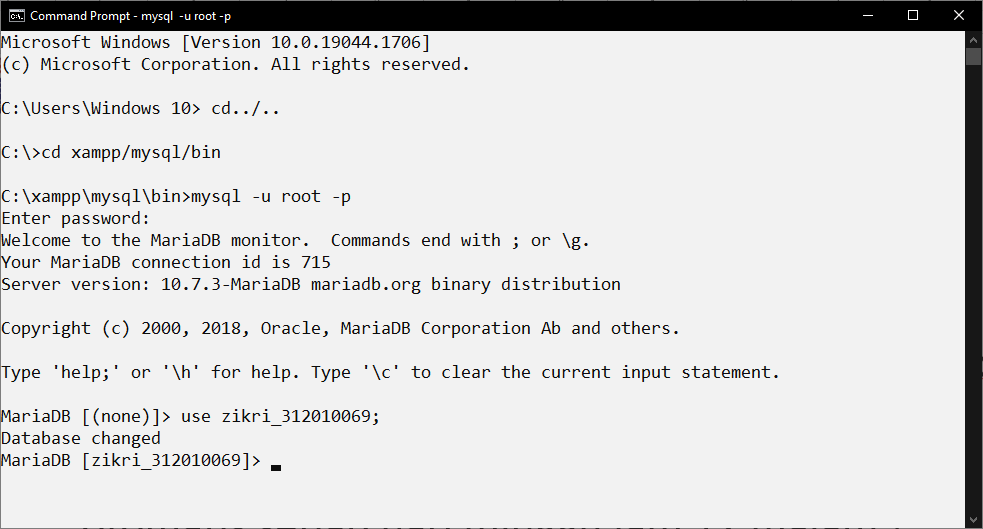 Command Prompt - mysql -u root -p
Microsoft Windows [Version 10.0.19044.1706]
(c) Microsoft Corporation. All rights reserved.
C:\Users\Windows 10> cd../..
C:\>cd xampp/mysql/bin
C:\xampp\mysql\bin>mysql -u root -p
Enter password:
Welcome to the MariaDB monitor.  Commands end with ; or \g.
Your MariaDB connection id is 715
Server version: 10.7.3-MariaDB mariadb.org binary distribution
Copyright (c) 2000, 2018, Oracle, MariaDB Corporation Ab and others.
Type 'help;' or '\h' for help. Type '\c' to clear the current input statement.
MariaDB [(none)]> use zikri_312010069;
Database changed
MariaDB [zikri_312010069]> _